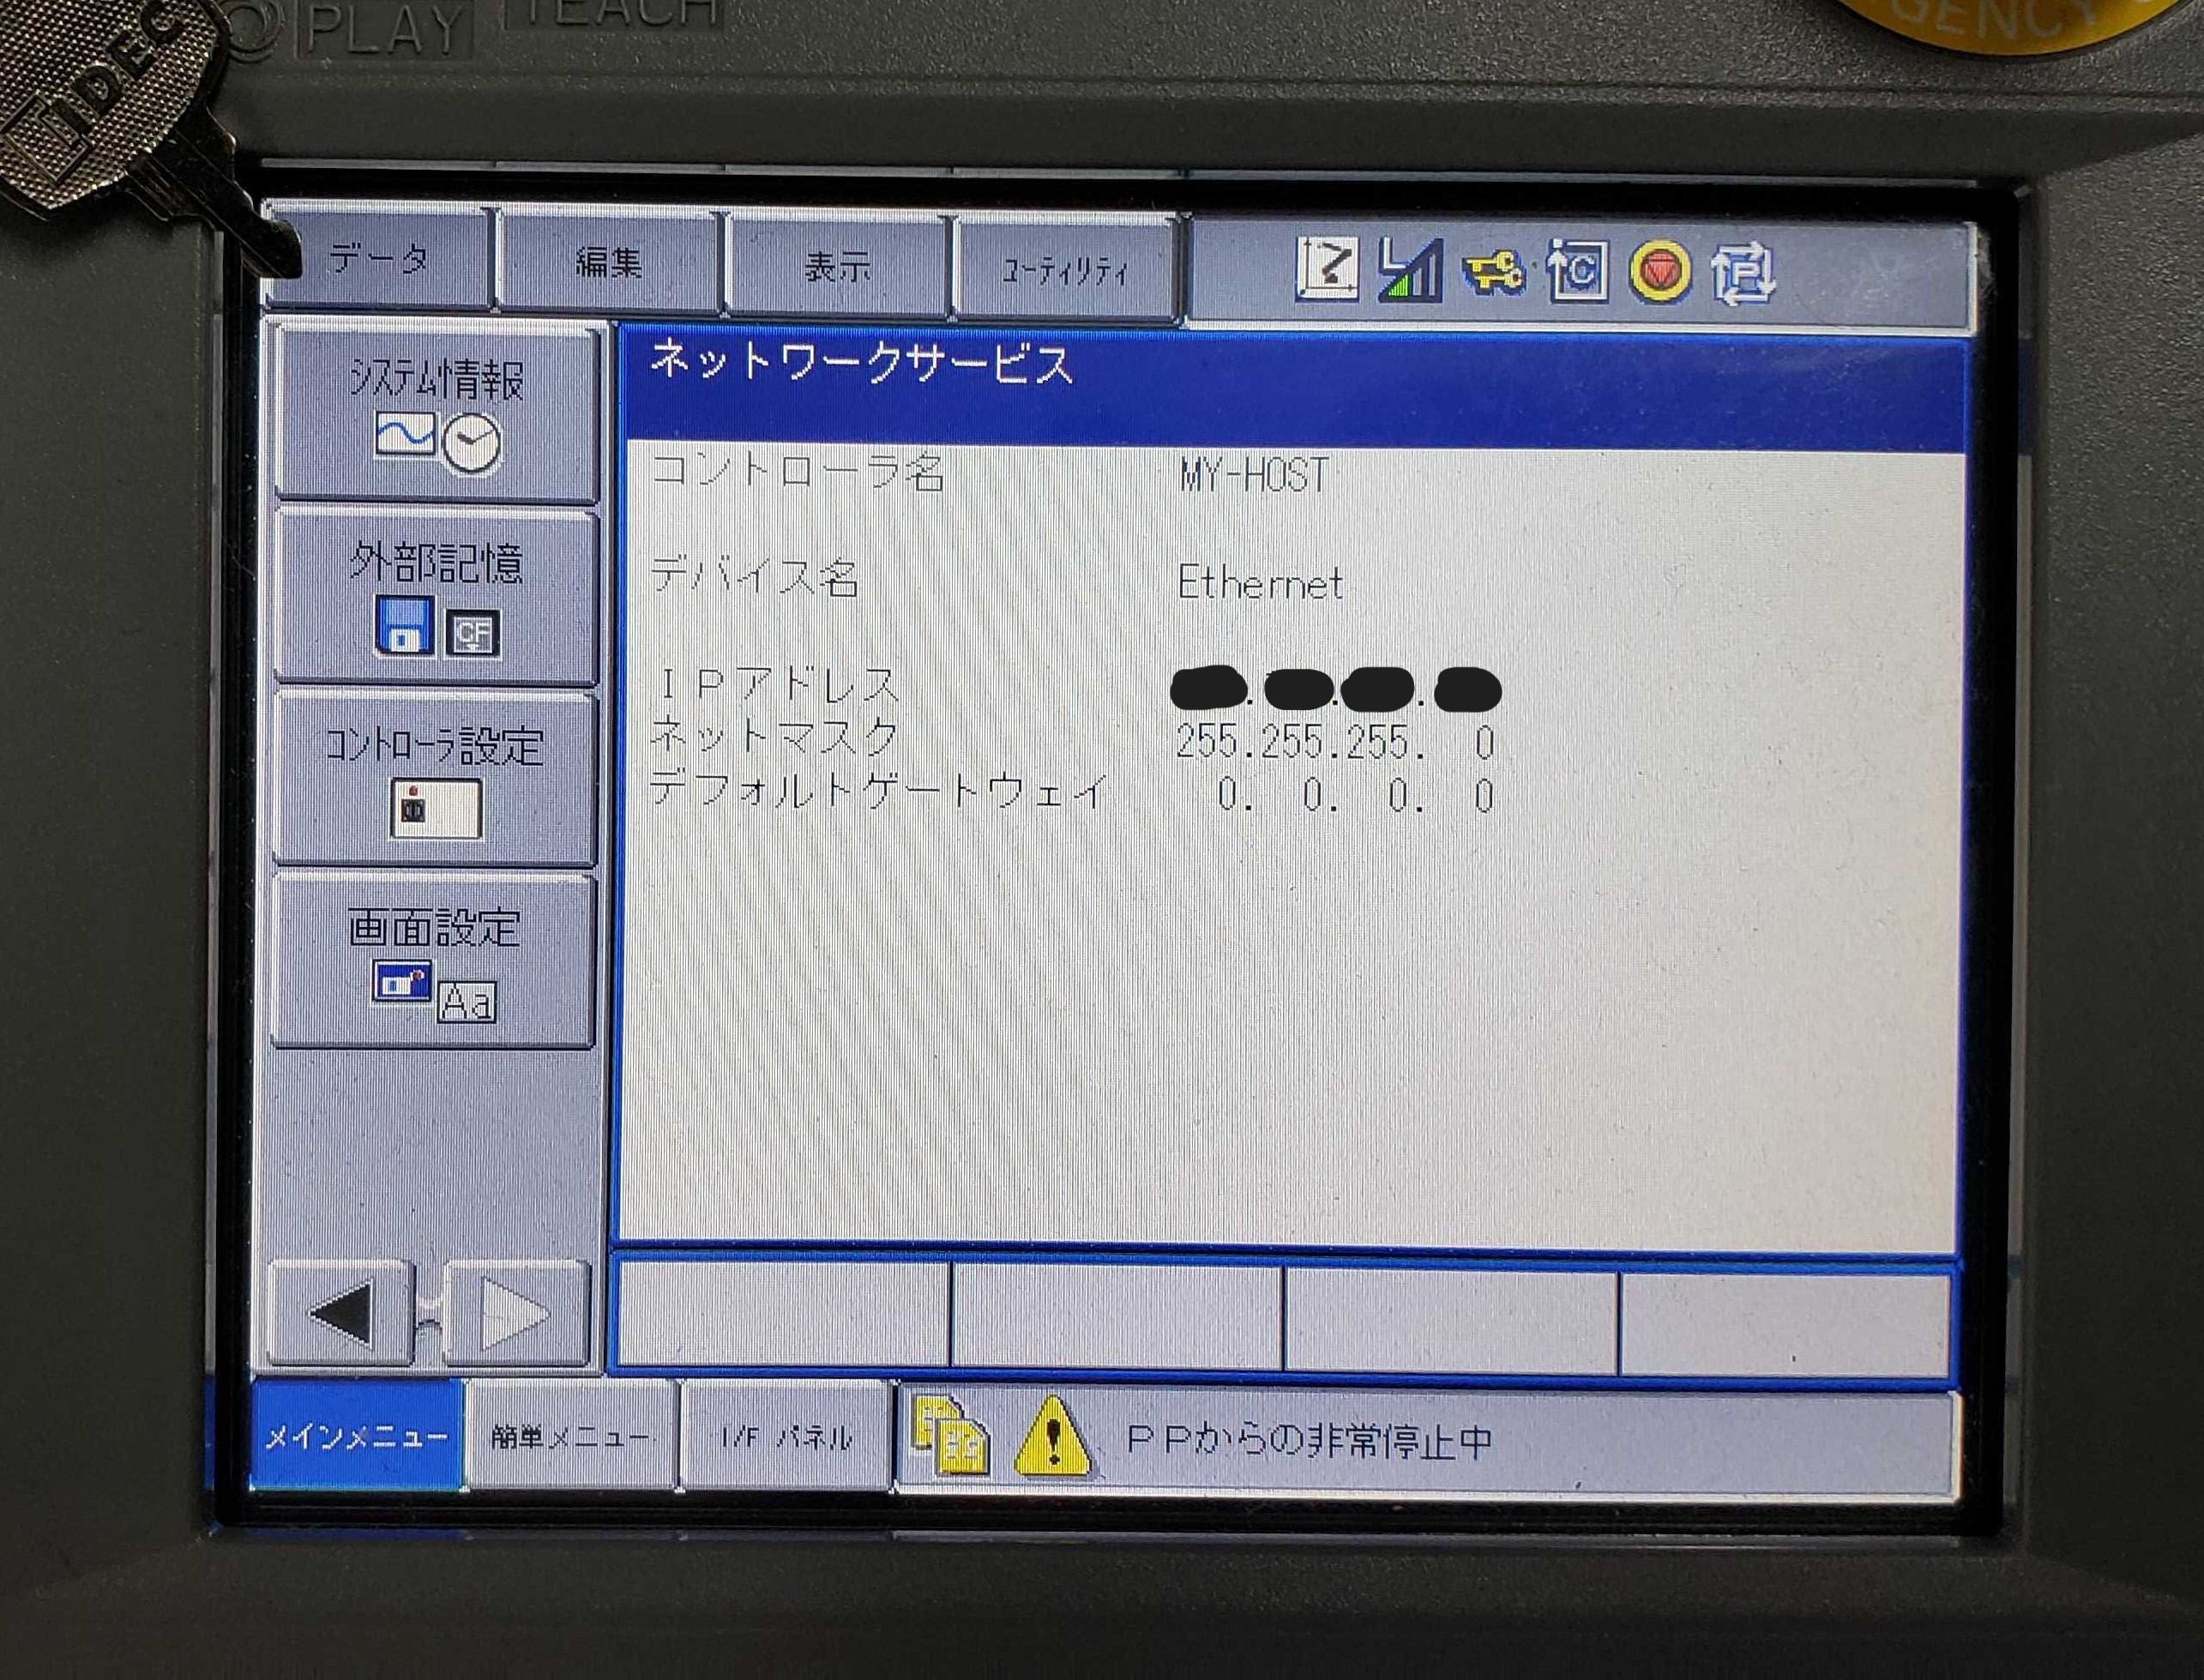 PLAY
TEACH
IDEC
データ
編集
表示
ユーティリティ
L
C
P
システム情報
外部記憶
CF
コントローラ設定
画面設定
Aa
ネットワークサービス
コントローラ名 MY-HOST
デバイス名 Ethernet
IPアドレス . . .
ネットマスク 255.255.255. 0
デフォルトゲートウェイ 0. 0. 0. 0
メインメニュー
簡単メニュー
I/F パネル
PPからの非常停止中